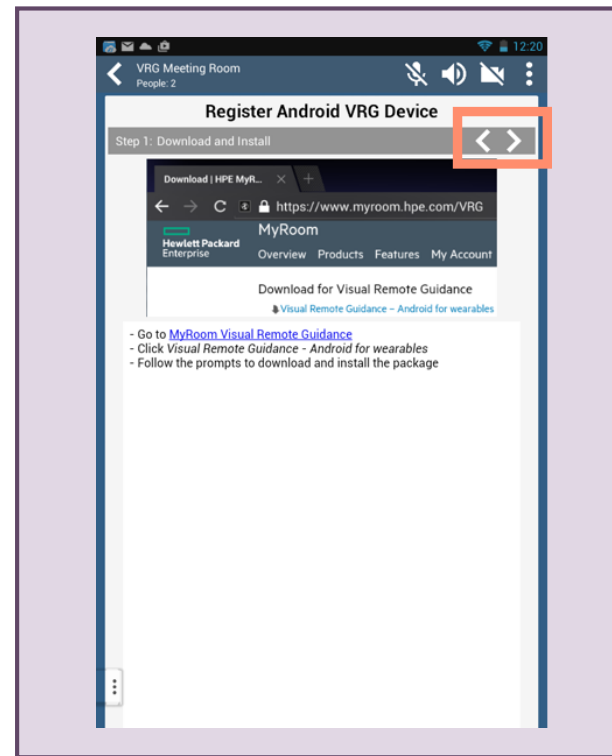 12:20
VRG Meeting Room
People: 2
Register Android VRG Device
Step 1: Download and Install
Download | HPE MyR...
https://www.myroom.hpe.com/VRG
Hewlett Packard
Enterprise
MyRoom
Overview Products Features My Account
Download for Visual Remote Guidance
Visual Remote Guidance – Android for wearables
- Go to MyRoom Visual Remote Guidance
- Click Visual Remote Guidance - Android for wearables
- Follow the prompts to download and install the package